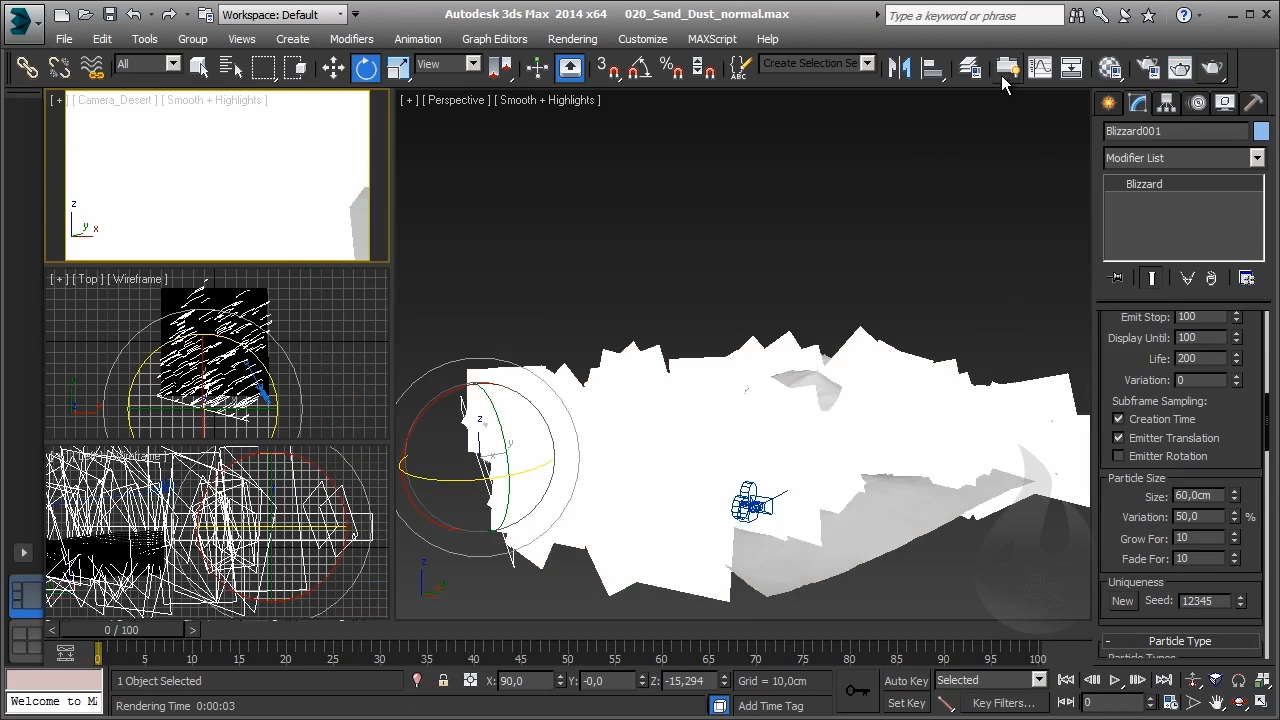 Workspace: Default
Autodesk 3ds Max 2014 x64 020_Sand_Dust_normal.max
Type a keyword or phrase
File Edit Tools Group Views Create Modifiers Animation Graph Editors Rendering Customize MAXScript Help
All
View
3
%
ABC
Create Selection Se
[ + ] [ Camera_Desert ] [ Smooth + Highlights ]
z
y
x
[ + ] [ Top ] [ Wireframe ]
[ + ] [ Perspective ] [ Smooth + Highlights ]
z
y
x
z
Blizzard001
Modifier List
Blizzard
Emit Stop: 100
Display Until: 100
Life: 200
Variation: 0
Subframe Sampling:
Creation Time
Emitter Translation
Emitter Rotation
Particle Size
Size: 60,0cm
Variation: 50,0 %
Grow For: 10
Fade For: 10
Uniqueness
New Seed: 12345
- Particle Type
Particle Types
< 0 / 100 >
0 5 10 15 20 25 30 35 40 45 50 55 60 65 70 75 80 85 90 95 100
1 Object Selected
X: 90,0 Y: -0,0 Z: -15,294
Grid = 10,0cm
Auto Key
Selected
Welcome to M
Rendering Time 0:00:03
Add Time Tag
Set Key
Key Filters...
0